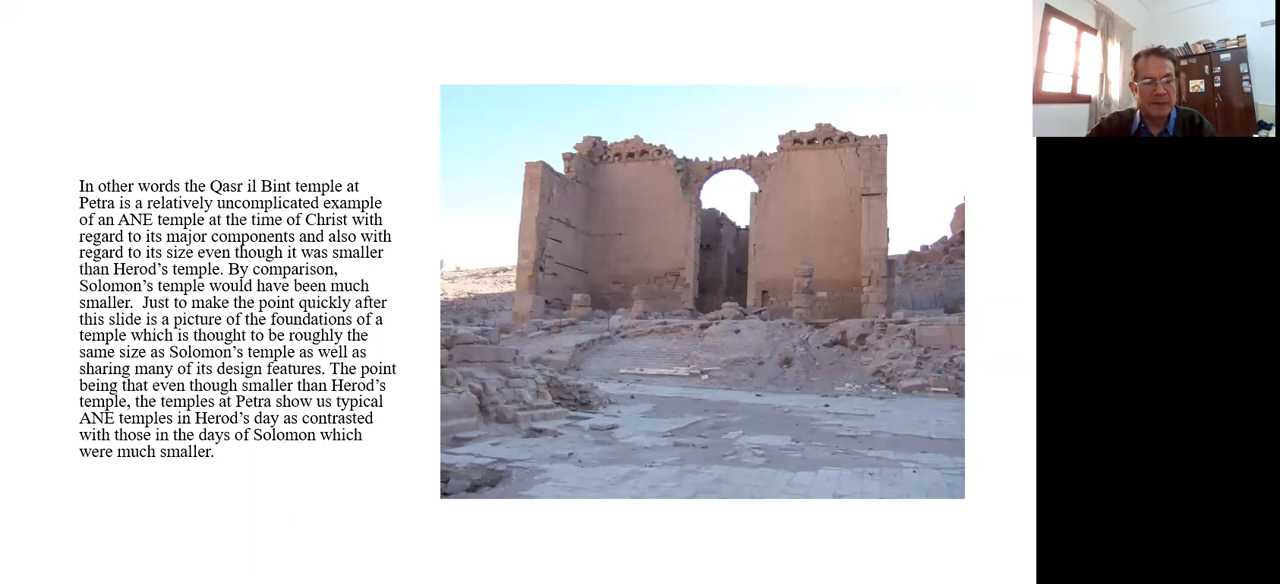 In other words the Qasr il Bint temple at
Petra is a relatively uncomplicated example
of an ANE temple at the time of Christ with
regard to its major components and also with
regard to its size even though it was smaller
than Herod’s temple. By comparison,
Solomon’s temple would have been much
smaller.  Just to make the point quickly after
this slide is a picture of the foundations of a
temple which is thought to be roughly the
same size as Solomon’s temple as well as
sharing many of its design features. The point
being that even though smaller than Herod’s
temple, the temples at Petra show us typical
ANE temples in Herod’s day as contrasted
with those in the days of Solomon which
were much smaller.